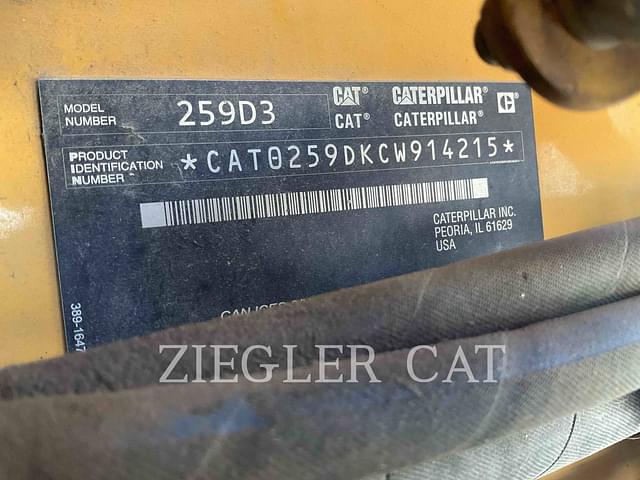 MODEL
NUMBER
259D3
CAT® CATERPILLAR®
CAT® CATERPILLAR®
PRODUCT
IDENTIFICATION
NUMBER
*CAT0259DKCW914215*
CATERPILLAR INC.
PEORIA, IL 61629
USA
ZIEGLER CAT